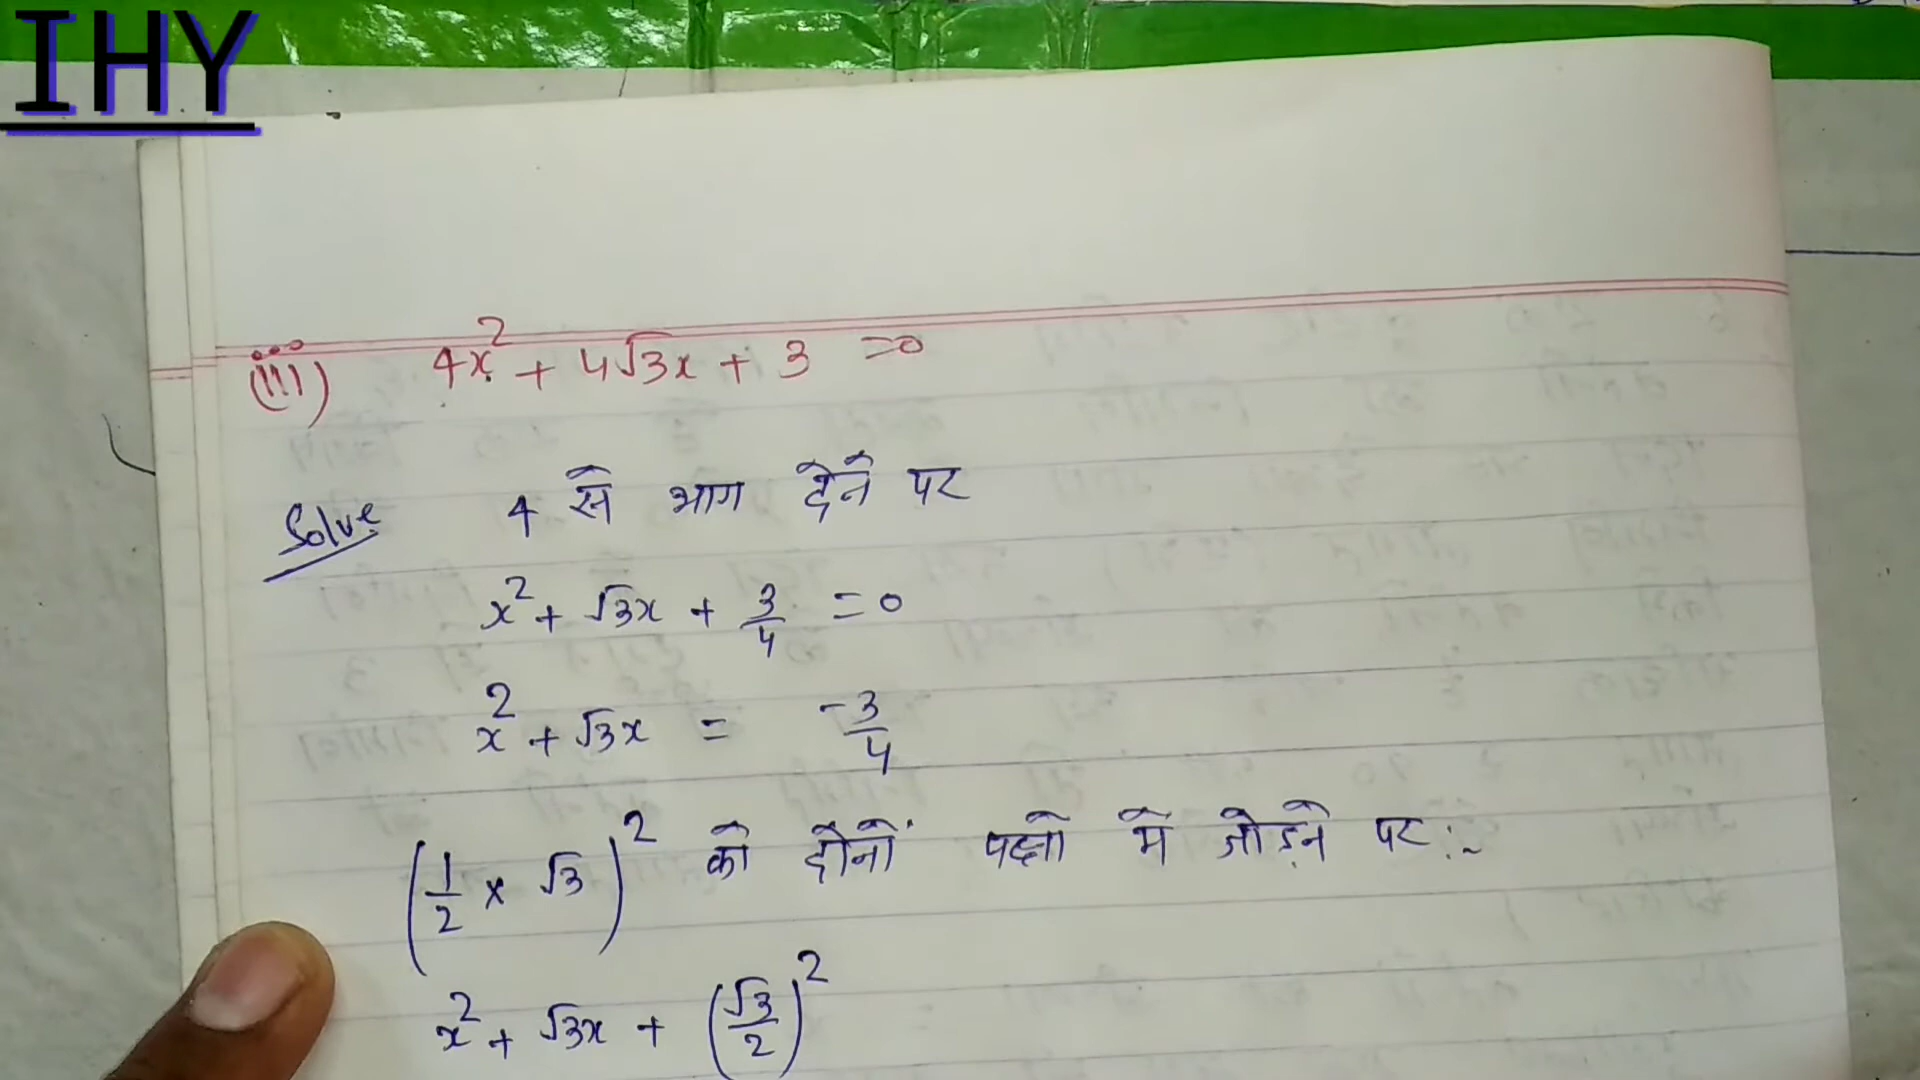 IHY
(iii) 4x² + 4√3x + 3 = 0
Solve 4 से भाग देने पर
x² + √3x + 3/4 = 0
x² + √3x = -3/4
(1/2 × √3)² को दोनों पक्षो में जोड़ने पर :~
x² + √3x + (√3/2)²